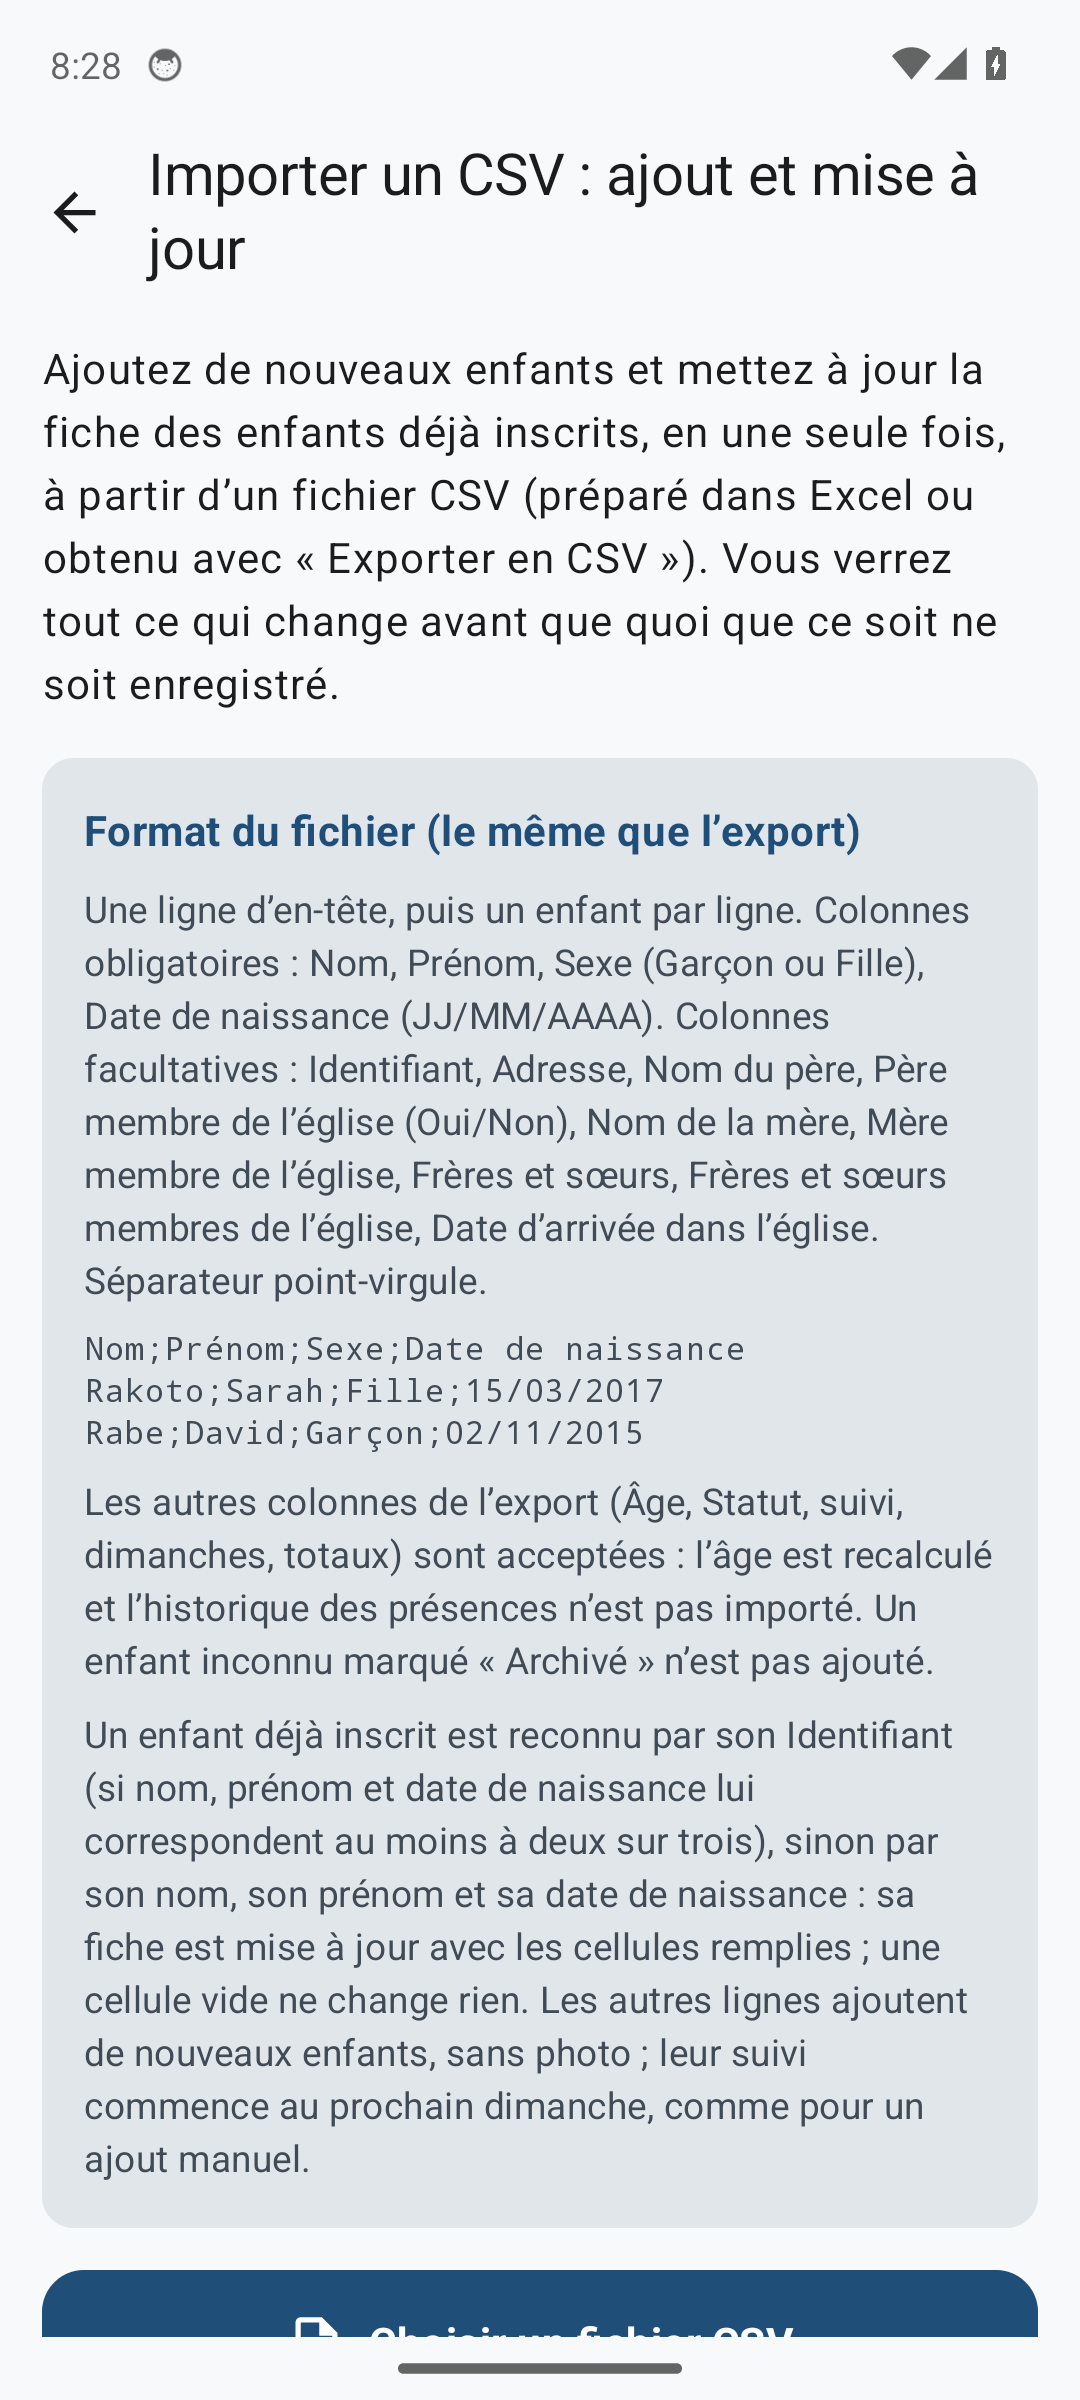 8:28
Importer un CSV : ajout et mise à
jour
Ajoutez de nouveaux enfants et mettez à jour la
fiche des enfants déjà inscrits, en une seule fois,
à partir d’un fichier CSV (préparé dans Excel ou
obtenu avec « Exporter en CSV »). Vous verrez
tout ce qui change avant que quoi que ce soit ne
soit enregistré.
Format du fichier (le même que l’export)
Une ligne d’en-tête, puis un enfant par ligne. Colonnes
obligatoires : Nom, Prénom, Sexe (Garçon ou Fille),
Date de naissance (JJ/MM/AAAA). Colonnes
facultatives : Identifiant, Adresse, Nom du père, Père
membre de l’église (Oui/Non), Nom de la mère, Mère
membre de l’église, Frères et sœurs, Frères et sœurs
membres de l’église, Date d’arrivée dans l’église.
Séparateur point-virgule.
Nom;Prénom;Sexe;Date de naissance
Rakoto;Sarah;Fille;15/03/2017
Rabe;David;Garçon;02/11/2015
Les autres colonnes de l’export (Âge, Statut, suivi,
dimanches, totaux) sont acceptées : l’âge est recalculé
et l’historique des présences n’est pas importé. Un
enfant inconnu marqué « Archivé » n’est pas ajouté.
Un enfant déjà inscrit est reconnu par son Identifiant
(si nom, prénom et date de naissance lui
correspondent au moins à deux sur trois), sinon par
son nom, son prénom et sa date de naissance : sa
fiche est mise à jour avec les cellules remplies ; une
cellule vide ne change rien. Les autres lignes ajoutent
de nouveaux enfants, sans photo ; leur suivi
commence au prochain dimanche, comme pour un
ajout manuel.
Choisir un fichier CSV